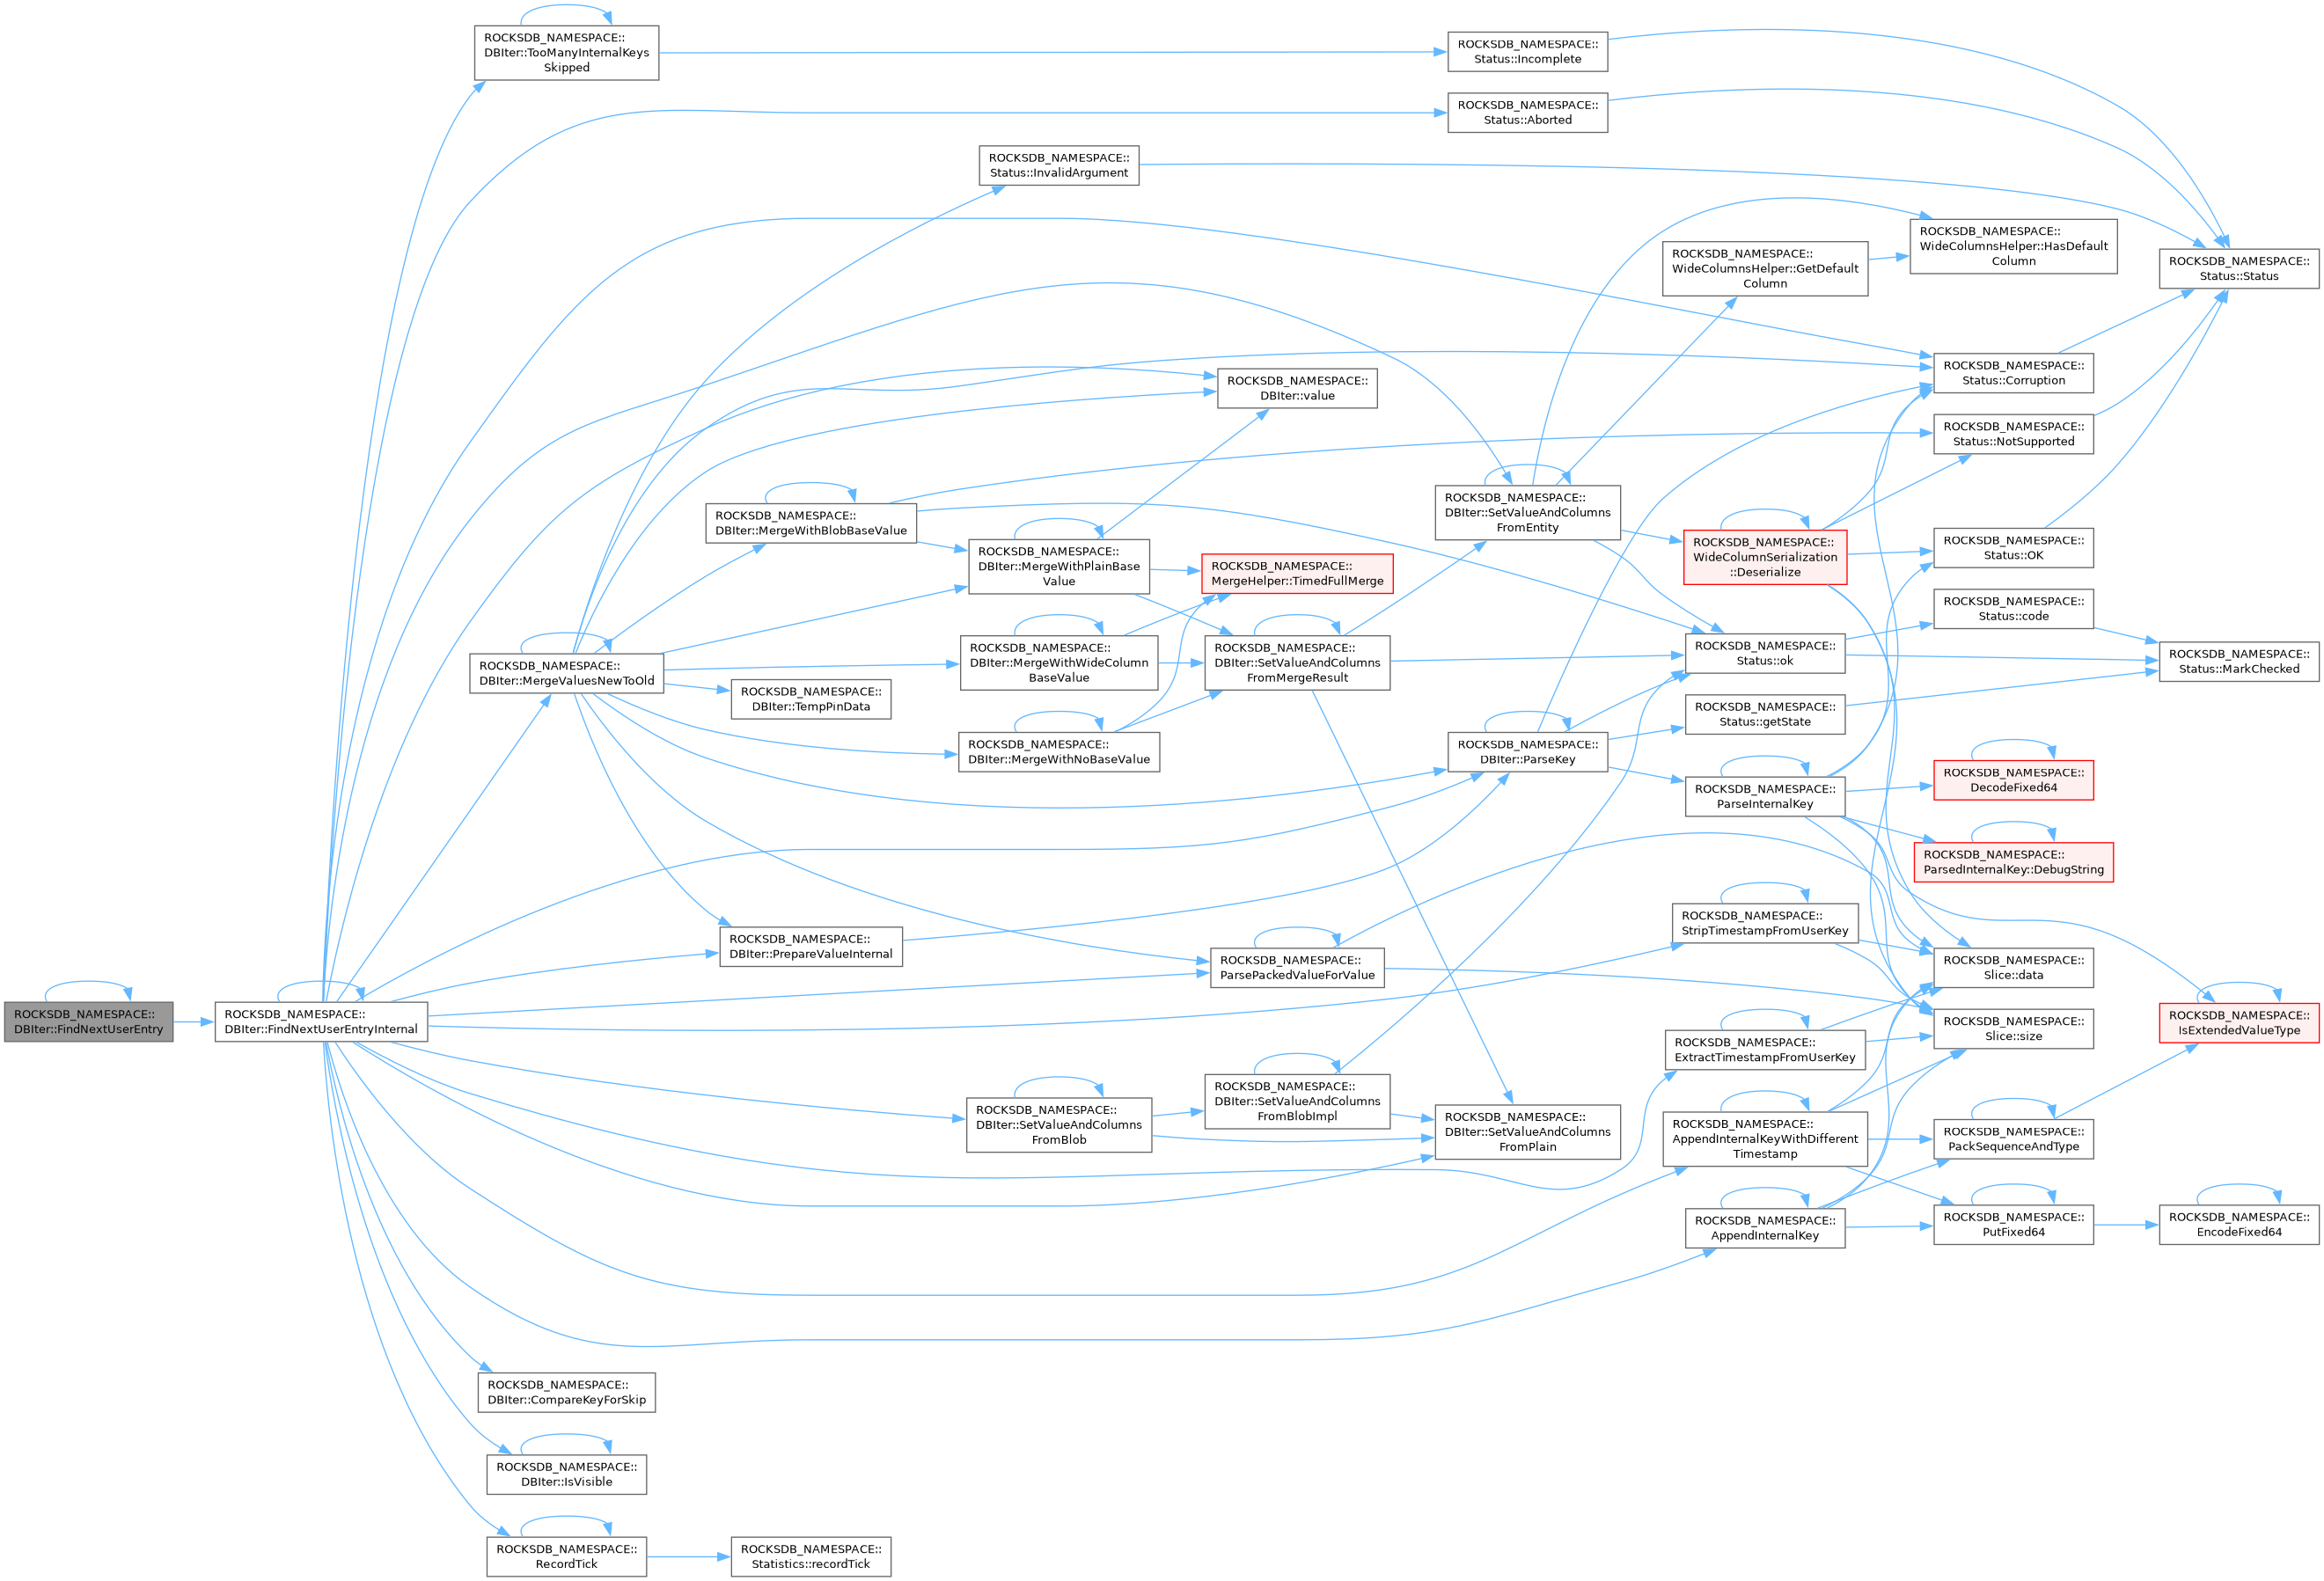 ROCKSDB_NAMESPACE::
DBIter::TooManyInternalKeys
Skipped
ROCKSDB_NAMESPACE::
Status::Incomplete
ROCKSDB_NAMESPACE::
Status::Aborted
ROCKSDB_NAMESPACE::
Status::InvalidArgument
ROCKSDB_NAMESPACE::
WideColumnsHelper::HasDefault
Column
ROCKSDB_NAMESPACE::
WideColumnsHelper::GetDefault
Column
ROCKSDB_NAMESPACE::
Status::Status
ROCKSDB_NAMESPACE::
Status::Corruption
ROCKSDB_NAMESPACE::
DBIter::value
ROCKSDB_NAMESPACE::
Status::NotSupported
ROCKSDB_NAMESPACE::
DBIter::SetValueAndColumns
FromEntity
ROCKSDB_NAMESPACE::
DBIter::MergeWithBlobBaseValue
ROCKSDB_NAMESPACE::
WideColumnSerialization
::Deserialize
ROCKSDB_NAMESPACE::
Status::OK
ROCKSDB_NAMESPACE::
DBIter::MergeWithPlainBase
Value
ROCKSDB_NAMESPACE::
MergeHelper::TimedFullMerge
ROCKSDB_NAMESPACE::
Status::code
ROCKSDB_NAMESPACE::
DBIter::MergeWithWideColumn
BaseValue
ROCKSDB_NAMESPACE::
DBIter::SetValueAndColumns
FromMergeResult
ROCKSDB_NAMESPACE::
Status::ok
ROCKSDB_NAMESPACE::
Status::MarkChecked
ROCKSDB_NAMESPACE::
DBIter::MergeValuesNewToOld
ROCKSDB_NAMESPACE::
DBIter::TempPinData
ROCKSDB_NAMESPACE::
Status::getState
ROCKSDB_NAMESPACE::
DBIter::MergeWithNoBaseValue
ROCKSDB_NAMESPACE::
DBIter::ParseKey
ROCKSDB_NAMESPACE::
DecodeFixed64
ROCKSDB_NAMESPACE::
ParseInternalKey
ROCKSDB_NAMESPACE::
ParsedInternalKey::DebugString
ROCKSDB_NAMESPACE::
StripTimestampFromUserKey
ROCKSDB_NAMESPACE::
DBIter::PrepareValueInternal
ROCKSDB_NAMESPACE::
ParsePackedValueForValue
ROCKSDB_NAMESPACE::
Slice::data
ROCKSDB_NAMESPACE::
DBIter::FindNextUserEntry
ROCKSDB_NAMESPACE::
DBIter::FindNextUserEntryInternal
ROCKSDB_NAMESPACE::
Slice::size
ROCKSDB_NAMESPACE::
IsExtendedValueType
ROCKSDB_NAMESPACE::
ExtractTimestampFromUserKey
ROCKSDB_NAMESPACE::
DBIter::SetValueAndColumns
FromBlobImpl
ROCKSDB_NAMESPACE::
DBIter::SetValueAndColumns
FromBlob
ROCKSDB_NAMESPACE::
DBIter::SetValueAndColumns
FromPlain
ROCKSDB_NAMESPACE::
AppendInternalKeyWithDifferent
Timestamp
ROCKSDB_NAMESPACE::
PackSequenceAndType
ROCKSDB_NAMESPACE::
AppendInternalKey
ROCKSDB_NAMESPACE::
PutFixed64
ROCKSDB_NAMESPACE::
EncodeFixed64
ROCKSDB_NAMESPACE::
DBIter::CompareKeyForSkip
ROCKSDB_NAMESPACE::
DBIter::IsVisible
ROCKSDB_NAMESPACE::
RecordTick
ROCKSDB_NAMESPACE::
Statistics::recordTick